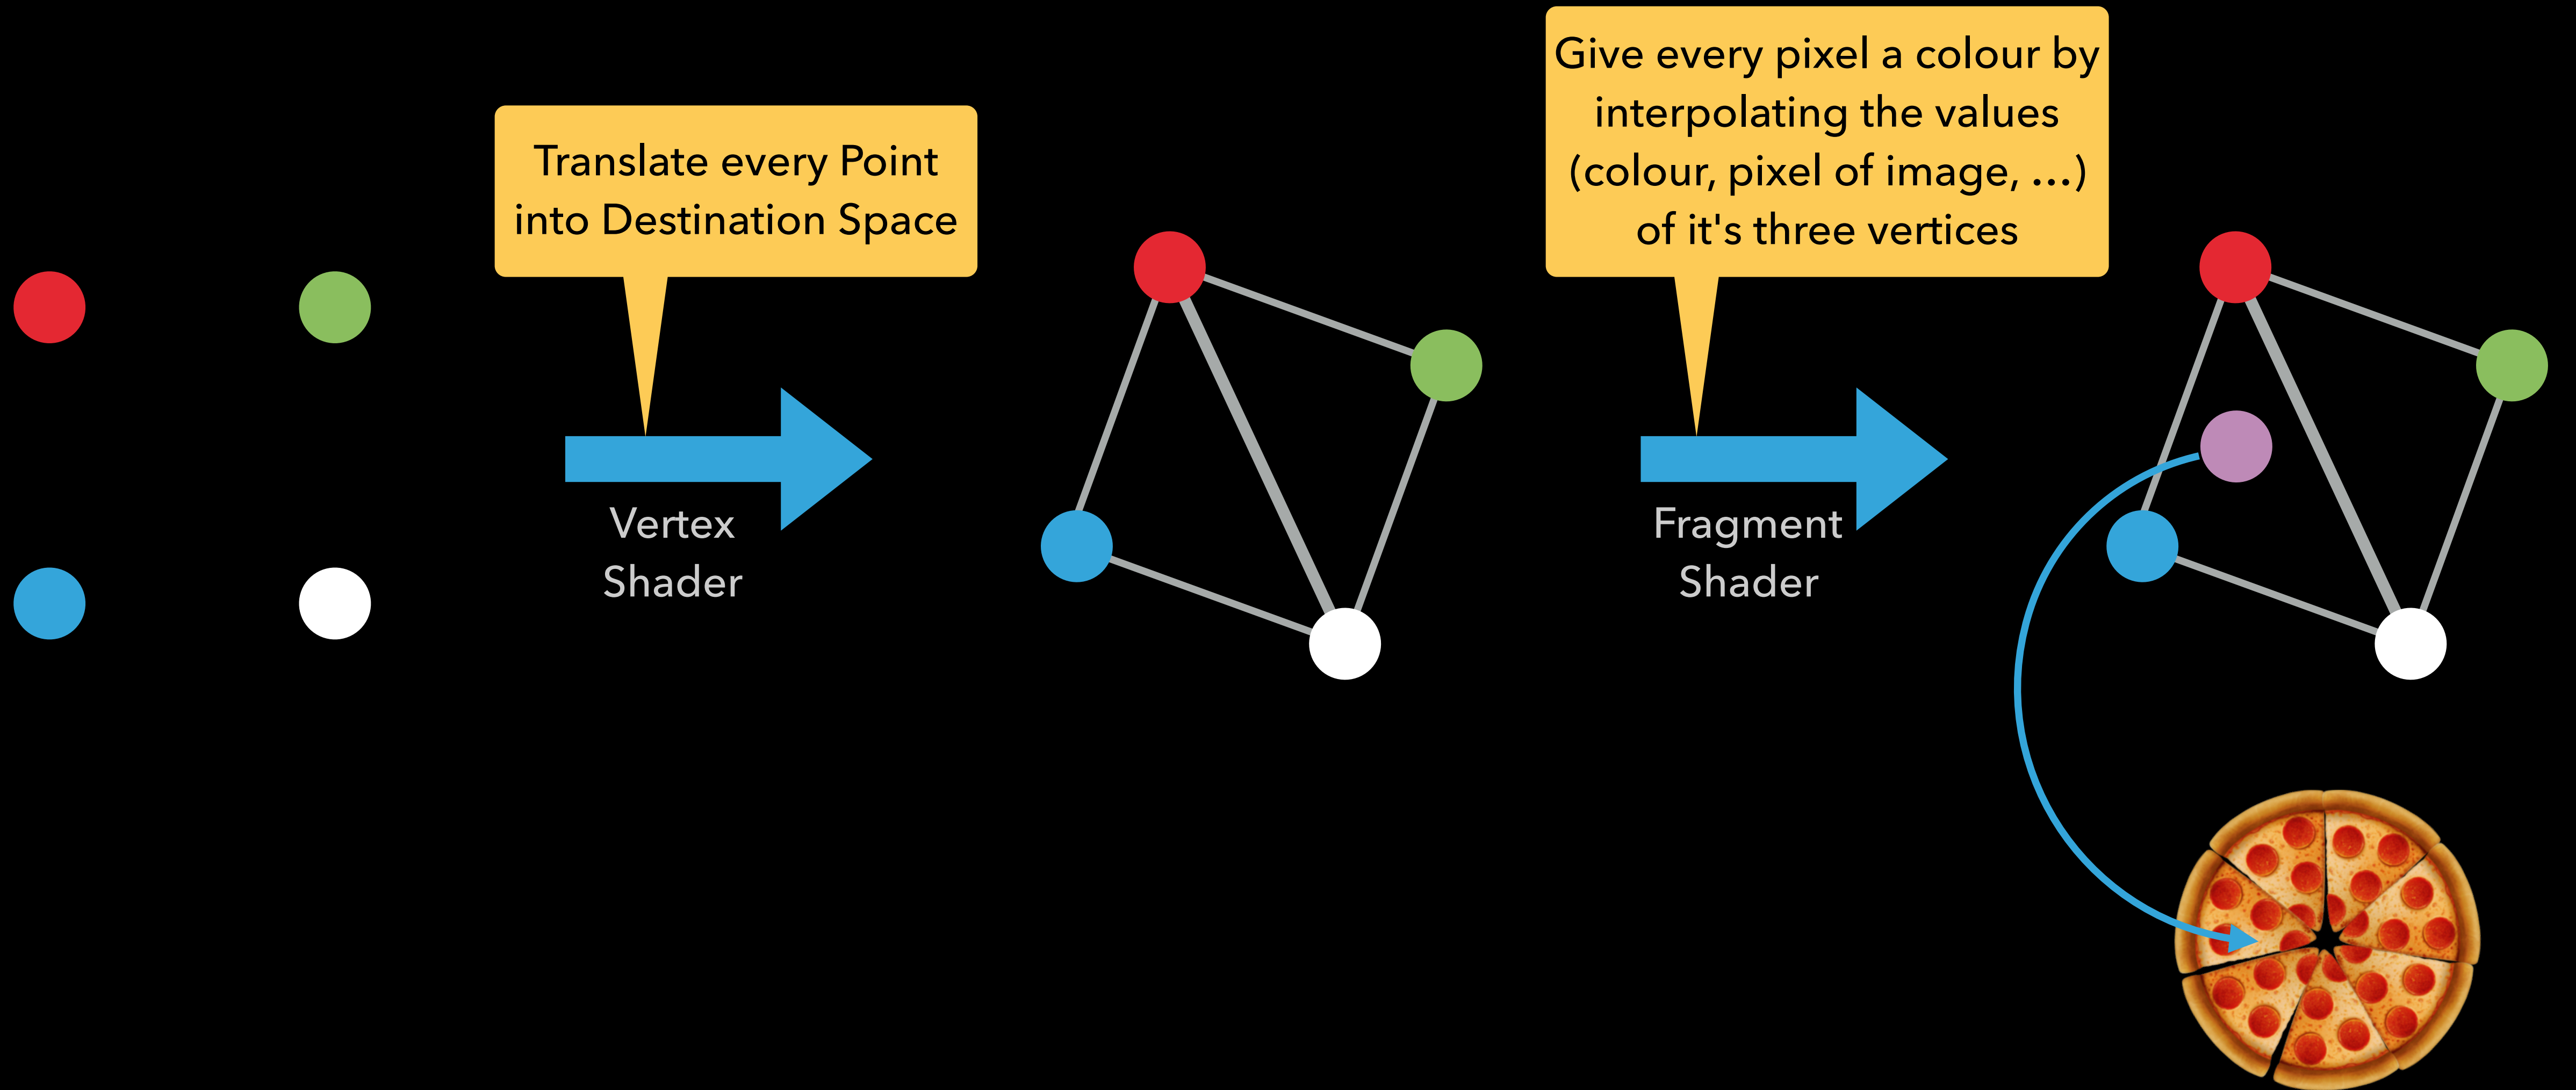 Translate every Point
into Destination Space
Vertex
Shader
Give every pixel a colour by
interpolating the values
(colour, pixel of image, ...)
of it's three vertices
Fragment
Shader